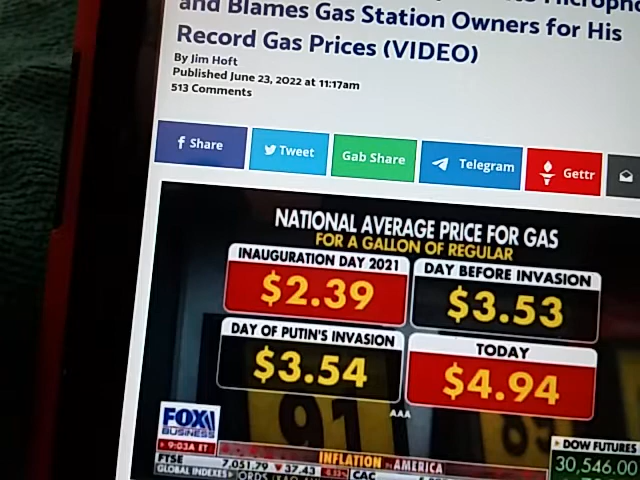 and Blames Gas Station Owners for His
Record Gas Prices (VIDEO)
By Jim Hoft
Published June 23, 2022 at 11:17am
513 Comments
f Share
Tweet
Gab Share
Telegram
Gettr
NATIONAL AVERAGE PRICE FOR GAS
FOR A GALLON OF REGULAR
INAUGURATION DAY 2021
$2.39
DAY BEFORE INVASION
$3.53
DAY OF PUTIN'S INVASION
$3.54
TODAY
$4.94
91
89
AAA
FOX
BUSINESS
9:03A ET
INFLATION IN AMERICA
DOW FUTURES
30,546.00
FTSE 7,051.79 ▼37.43
GLOBAL INDEXES
CAC